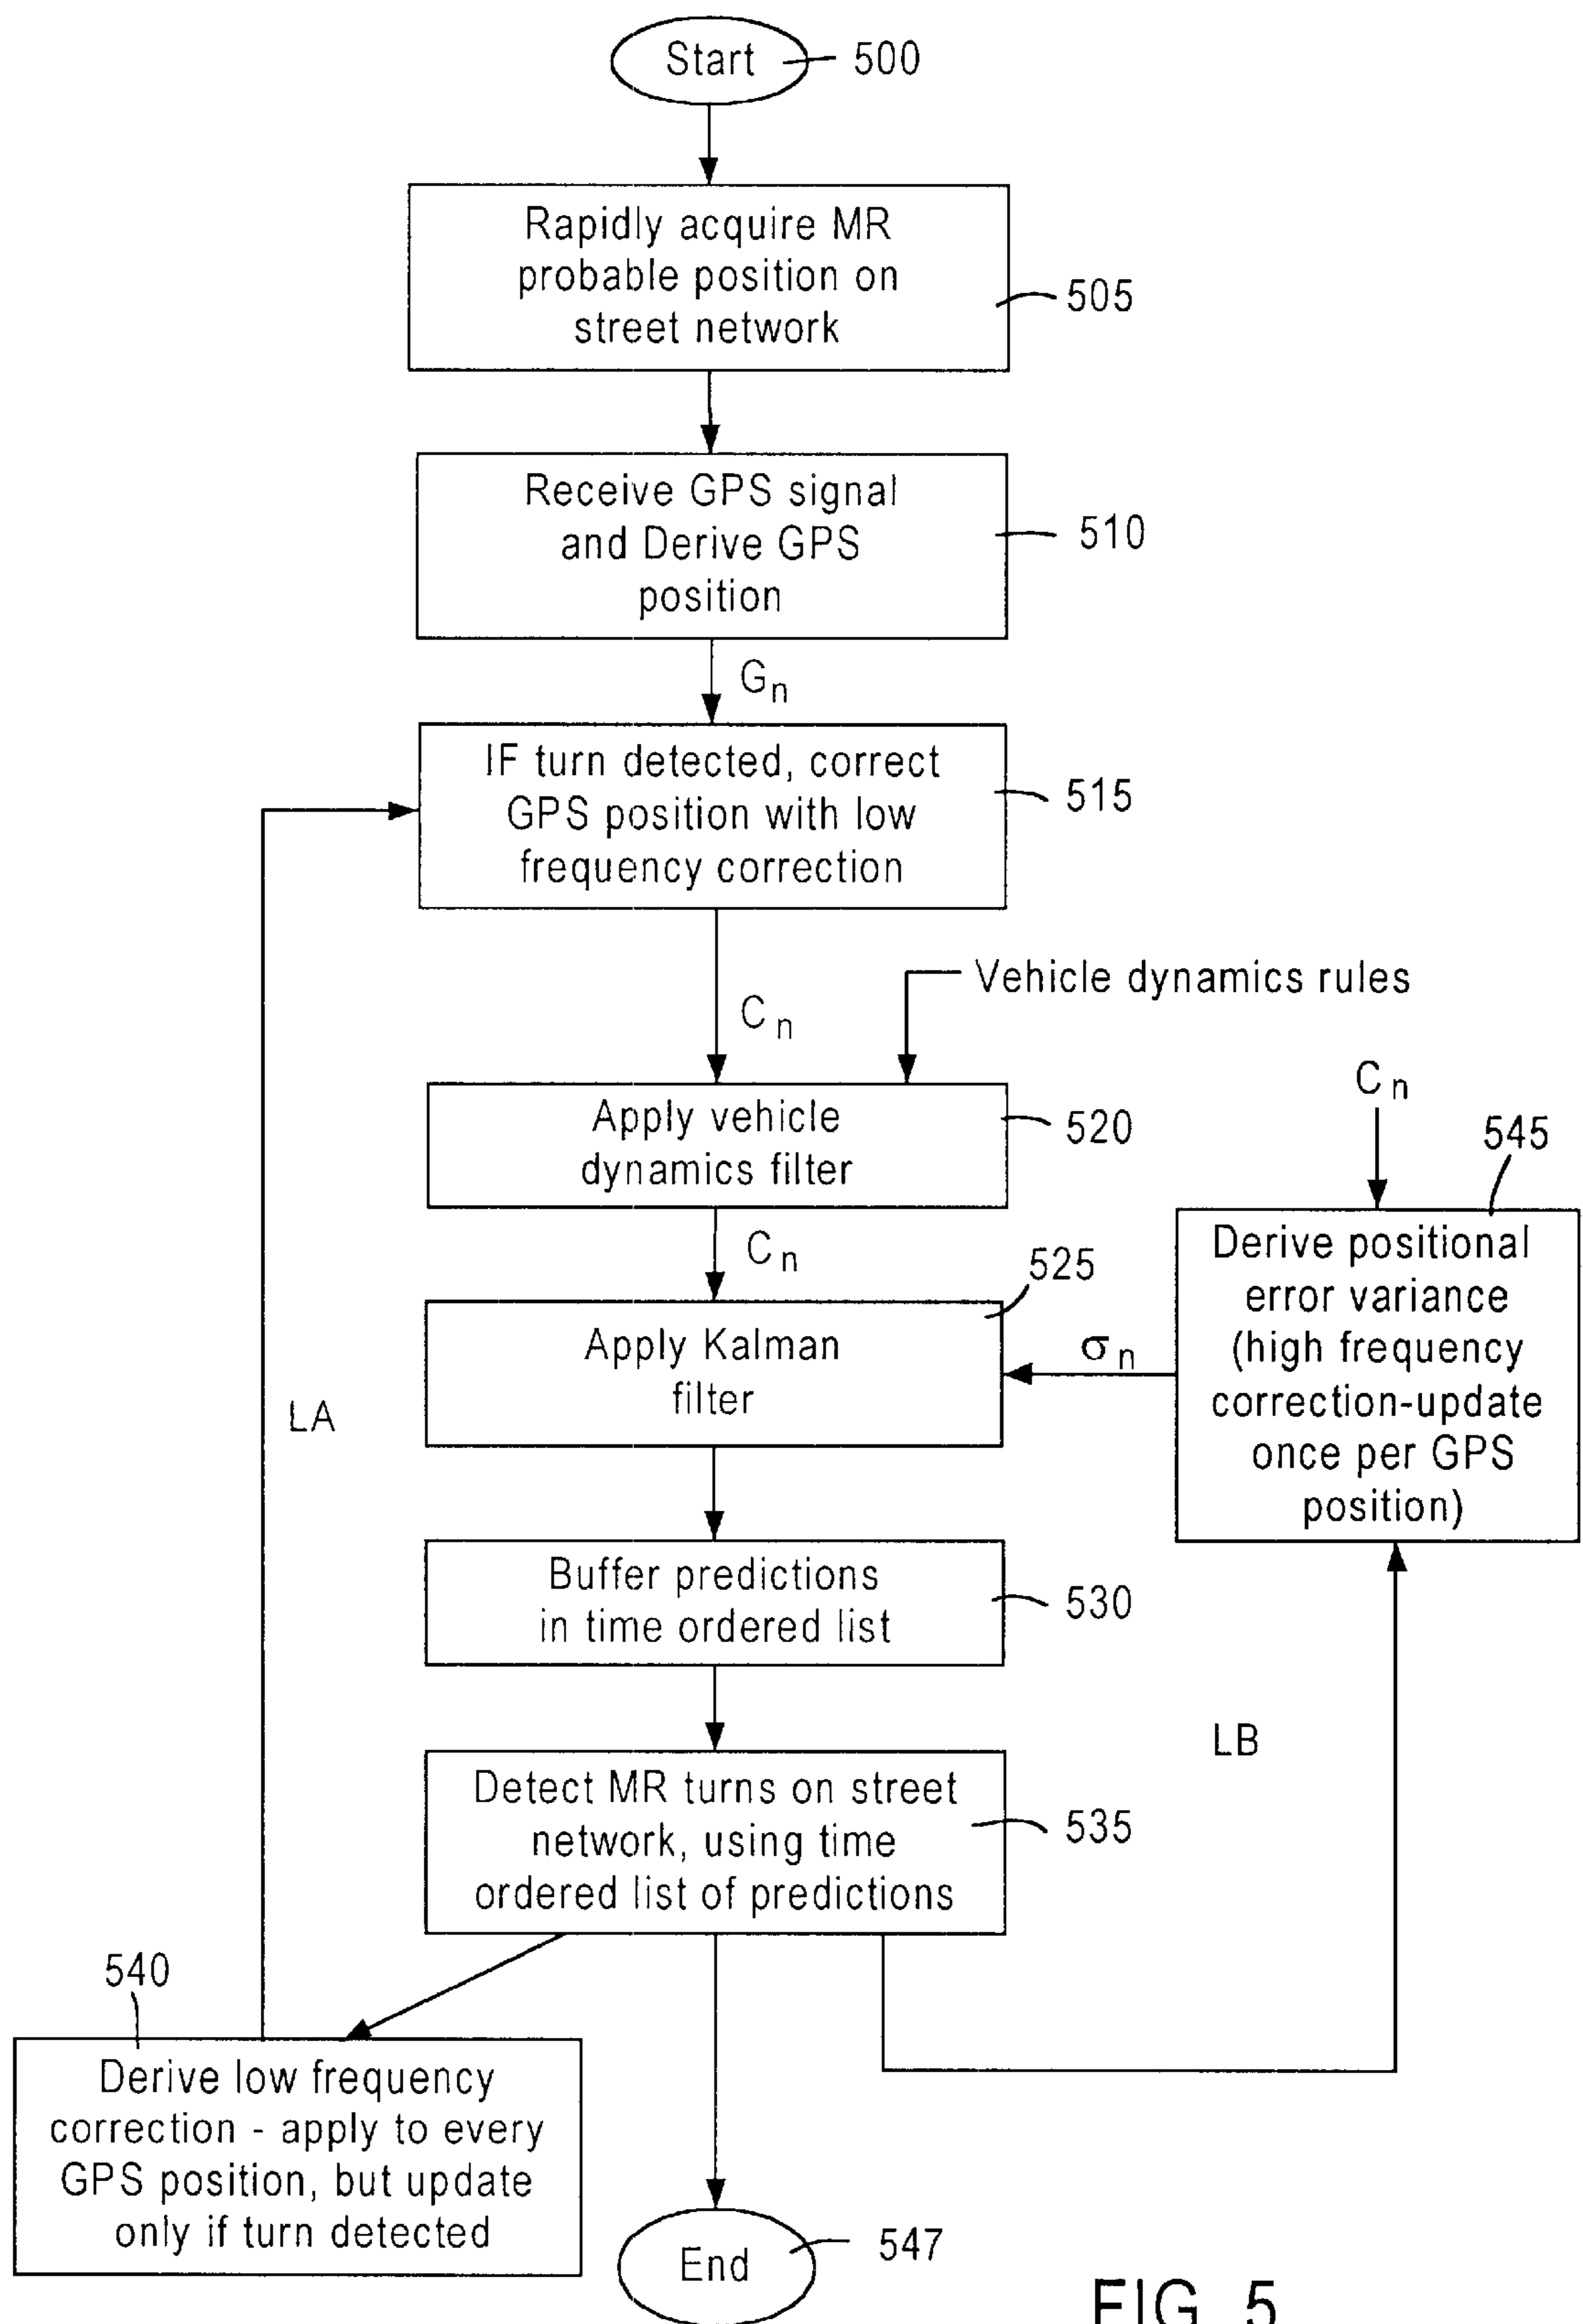 Start
500
Rapidly acquire MR
probable position on
street network
505
Receive GPS signal
and Derive GPS
position
510
Gn
IF turn detected, correct
GPS position with low
frequency correction
515
Cn
Vehicle dynamics rules
Apply vehicle
dynamics filter
520
Cn
545
Cn
525
Apply Kalman
filter
σn
Derive positional
error variance
(high frequency
correction-update
once per GPS
position)
LA
Buffer predictions
in time ordered list
530
LB
Detect MR turns on street
network, using time
ordered list of predictions
535
540
Derive low frequency
correction - apply to every
GPS position, but update
only if turn detected
End
547
FIG. 5